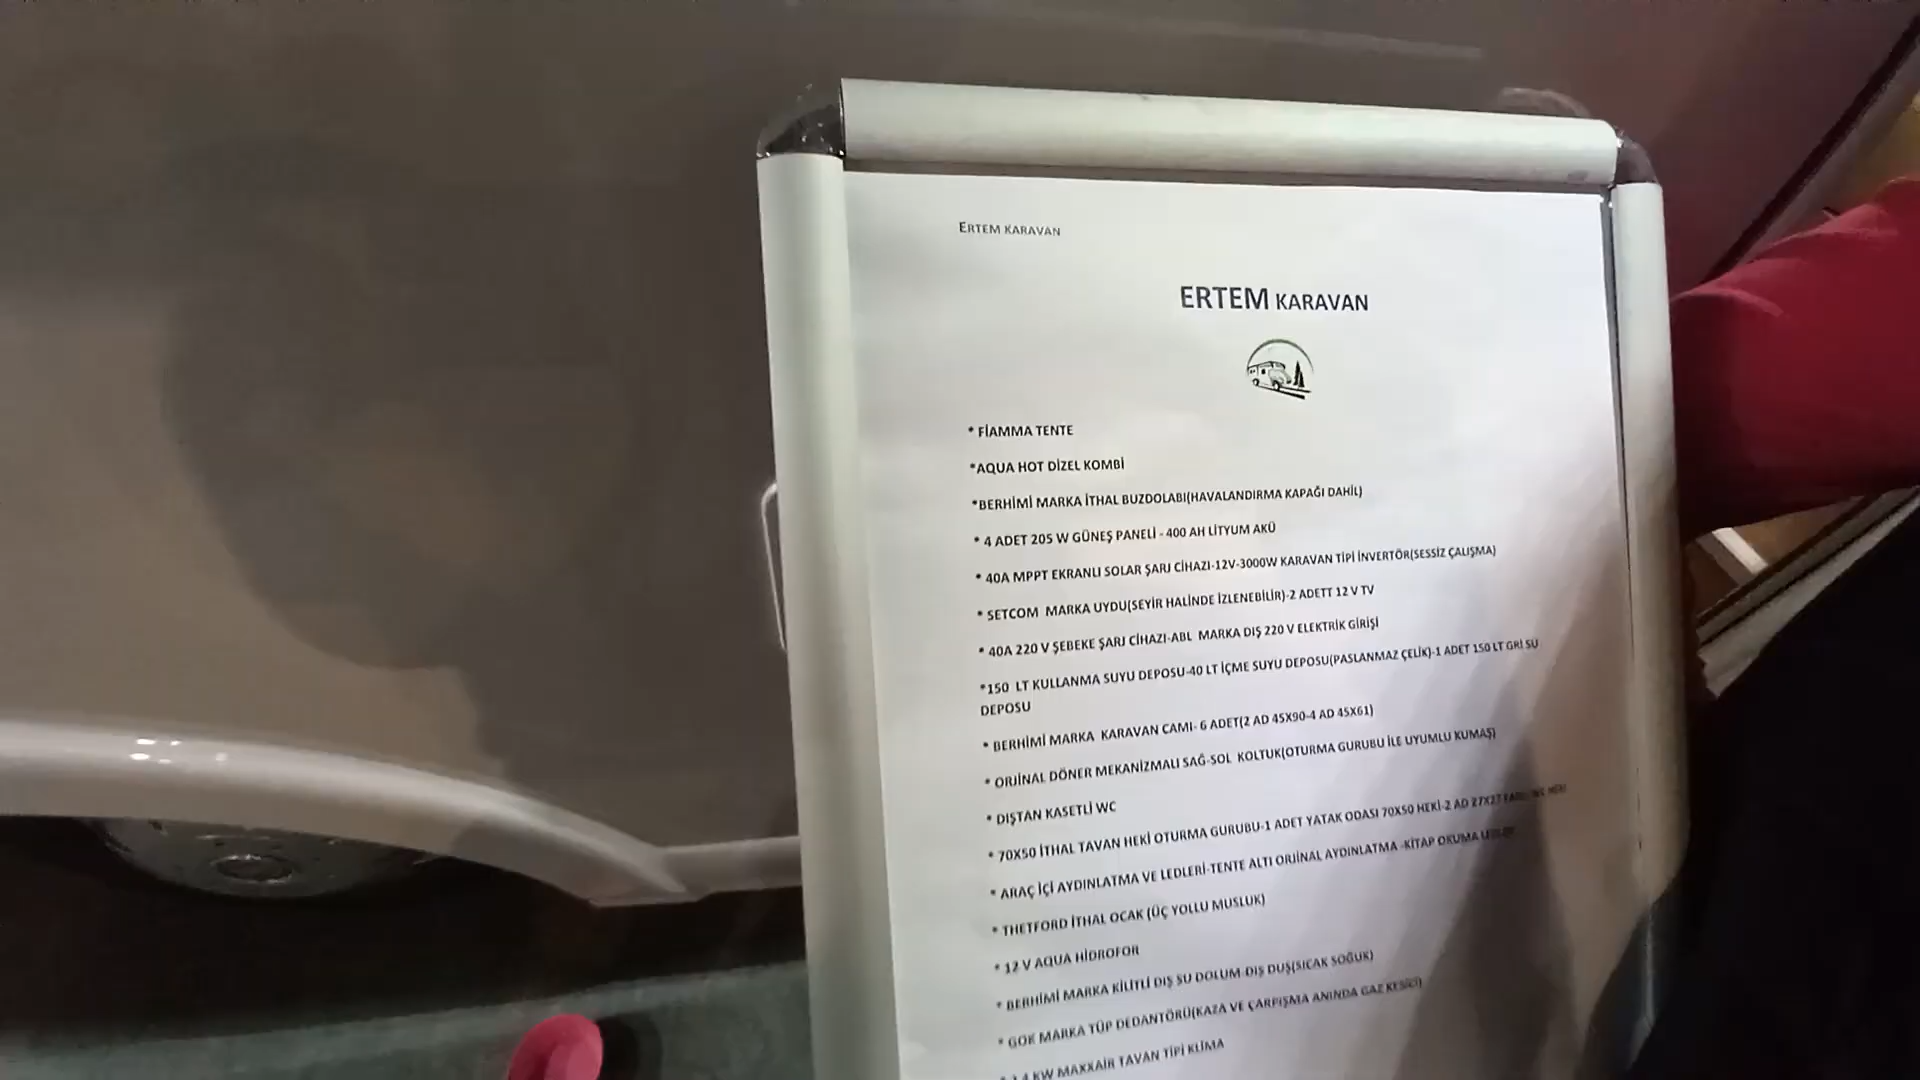 ERTEM KARAVAN
ERTEM KARAVAN
* FİAMMA TENTE
*AQUA HOT DİZEL KOMBİ
*BERHİMİ MARKA İTHAL BUZDOLABI(HAVALANDIRMA KAPAĞI DAHİL)
* 4 ADET 205 W GÜNEŞ PANELİ - 400 AH LİTYUM AKÜ
* 40A MPPT EKRANLI SOLAR ŞARJ CİHAZI-12V-3000W KARAVAN TİPİ İNVERTÖR(SESSİZ ÇALIŞMA)
* SETCOM MARKA UYDU(SEYİR HALİNDE İZLENEBİLİR)-2 ADETT 12 V TV
* 40A 220 V ŞEBEKE ŞARJ CİHAZI-ABL MARKA DIŞ 220 V ELEKTRİK GİRİŞİ
*150 LT KULLANMA SUYU DEPOSU-40 LT İÇME SUYU DEPOSU(PASLANMAZ ÇELİK)-1 ADET 150 LT GRİ SU
DEPOSU
* BERHİMİ MARKA KARAVAN CAMI- 6 ADET(2 AD 45X90-4 AD 45X61)
* ORJİNAL DÖNER MEKANİZMALI SAĞ-SOL KOLTUK(OTURMA GURUBU İLE UYUMLU KUMAŞ)
* DIŞTAN KASETLİ WC
* 70X50 İTHAL TAVAN HEKİ OTURMA GURUBU-1 ADET YATAK ODASI 70X50 HEKİ-2 AD 27X27
* ARAÇ İÇİ AYDINLATMA VE LEDLERİ-TENTE ALTI ORJİNAL AYDINLATMA -KİTAP OKUMA
* THETFORD İTHAL OCAK (ÜÇ YOLLU MUSLUK)
* 12 V AQUA HİDROFOR
* BERHİMİ MARKA KİLİTLİ DIŞ SU DOLUM-DIŞ DUŞ(SICAK SOĞUK)
* GOK MARKA TÜP DEDANTÖRÜ(KAZA VE ÇARPIŞMA ANINDA GAZ KESİCİ)
KW MAXXAIR TAVAN TİPİ KLİMA